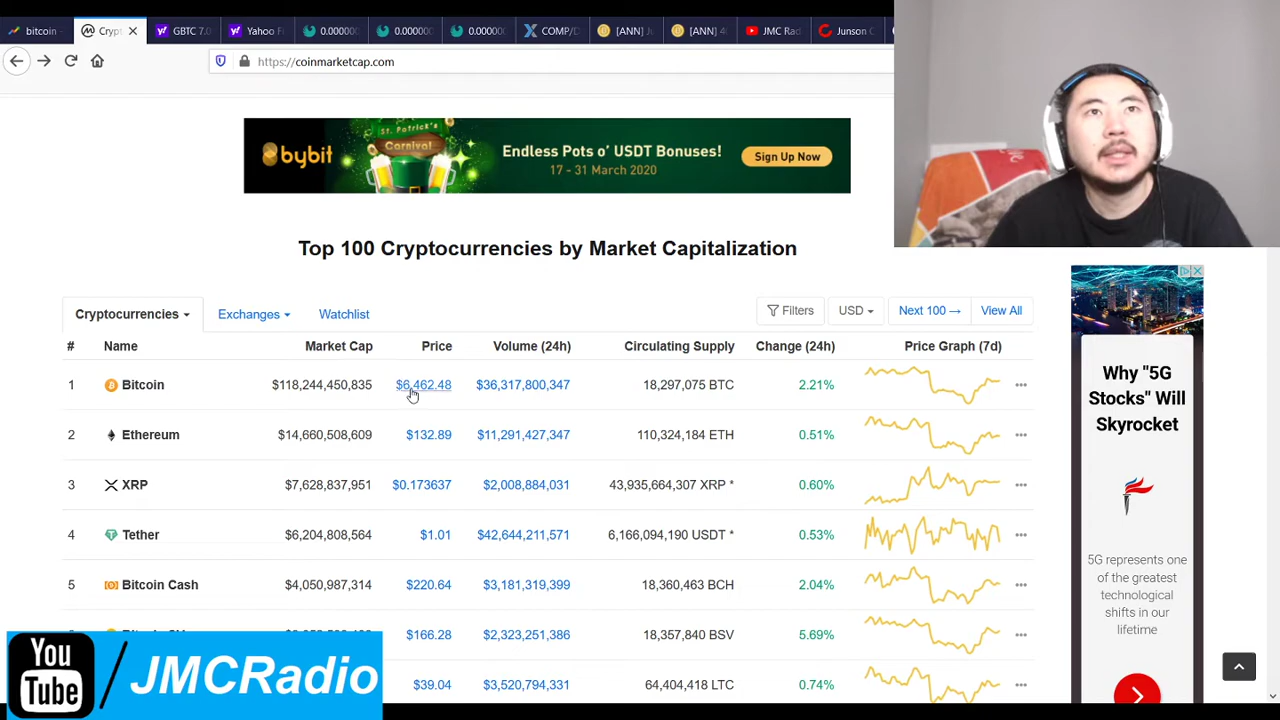 bitcoin
Cryp
GBTC 7.0
Yahoo F
0.000000
0.00000
0.000000
COMP/D
[ANN] J
[ANN] 4
JMC Rad
Junson C
https://coinmarketcap.com
St. Patrick's
Carnival
bybit
Endless Pots o' USDT Bonuses!
17 - 31 March 2020
Sign Up Now
Top 100 Cryptocurrencies by Market Capitalization
Cryptocurrencies Exchanges Watchlist Filters USD Next 100 → View All
# Name Market Cap Price Volume (24h) Circulating Supply Change (24h) Price Graph (7d)
1 Bitcoin $118,244,450,835 $6,462.48 $36,317,800,347 18,297,075 BTC 2.21%
2 Ethereum $14,660,508,609 $132.89 $11,291,427,347 110,324,184 ETH 0.51%
3 XRP $7,628,837,951 $0.173637 $2,008,884,031 43,935,664,307 XRP * 0.60%
4 Tether $6,204,808,564 $1.01 $42,644,211,571 6,166,094,190 USDT * 0.53%
5 Bitcoin Cash $4,050,987,314 $220.64 $3,181,319,399 18,360,463 BCH 2.04%
$166.28 $2,323,251,386 18,357,840 BSV 5.69%
$39.04 $3,520,794,331 64,404,418 LTC 0.74%
Why "5G
Stocks" Will
Skyrocket
5G represents one
of the greatest
technological
shifts in our
lifetime
You
Tube
/ JMCRadio